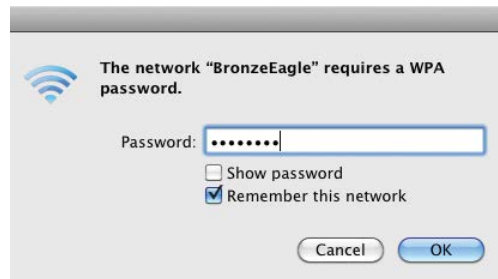 The network “BronzeEagle” requires a WPA
password.
Password: ••••••••
Show password
Remember this network
Cancel OK